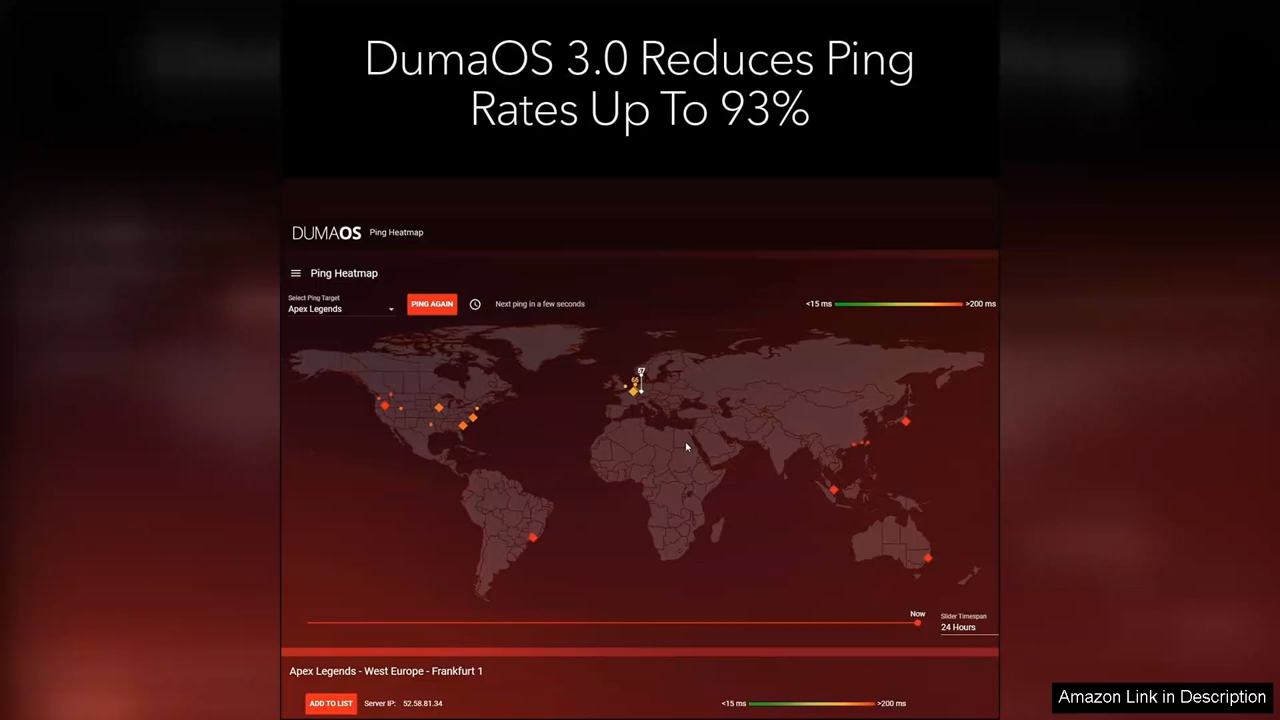 DumaOS 3.0 Reduces Ping
Rates Up To 93%
DUMAOS Ping Heatmap
Ping Heatmap
Select Ping Target
Apex Legends
PING AGAIN
Next ping in a few seconds
<15 ms >200 ms
57
66
Now
Slider Timespan
24 Hours
Apex Legends - West Europe - Frankfurt 1
ADD TO LIST Server IP: 52.58.81.34 <15 ms >200 ms
Amazon Link in Description